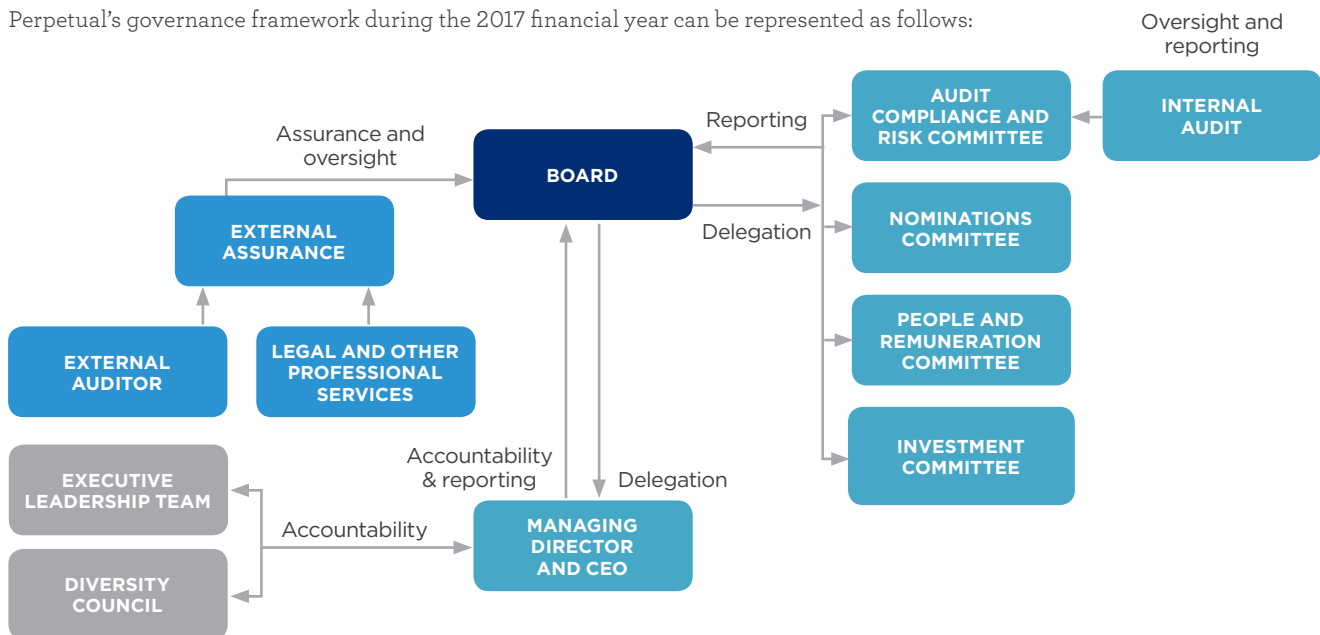 Perpetual’s governance framework during the 2017 financial year can be represented as follows:
Oversight and
reporting
AUDIT
COMPLIANCE AND
RISK COMMITTEE
INTERNAL
AUDIT
Reporting
Assurance and
oversight
BOARD
Delegation
NOMINATIONS
COMMITTEE
EXTERNAL
ASSURANCE
PEOPLE AND
REMUNERATION
COMMITTEE
EXTERNAL
AUDITOR
LEGAL AND OTHER
PROFESSIONAL
SERVICES
INVESTMENT
COMMITTEE
Accountability
& reporting
Delegation
EXECUTIVE
LEADERSHIP TEAM
Accountability
MANAGING
DIRECTOR
AND CEO
DIVERSITY
COUNCIL